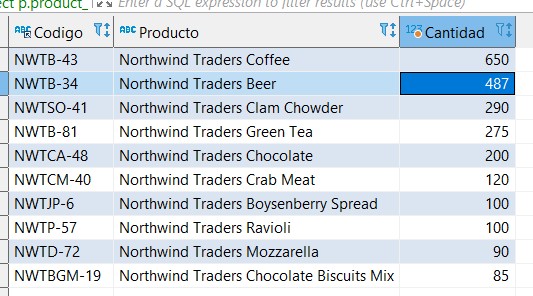 ect p.product_ Enter a SQL expression to filter results (use Ctrl+Space)
ABC Codigo ABC Producto 123 Cantidad
NWTB-43 Northwind Traders Coffee 650
NWTB-34 Northwind Traders Beer 487
NWTSO-41 Northwind Traders Clam Chowder 290
NWTB-81 Northwind Traders Green Tea 275
NWTCA-48 Northwind Traders Chocolate 200
NWTCM-40 Northwind Traders Crab Meat 120
NWTJP-6 Northwind Traders Boysenberry Spread 100
NWTP-57 Northwind Traders Ravioli 100
NWTD-72 Northwind Traders Mozzarella 90
NWTBGM-19 Northwind Traders Chocolate Biscuits Mix 85